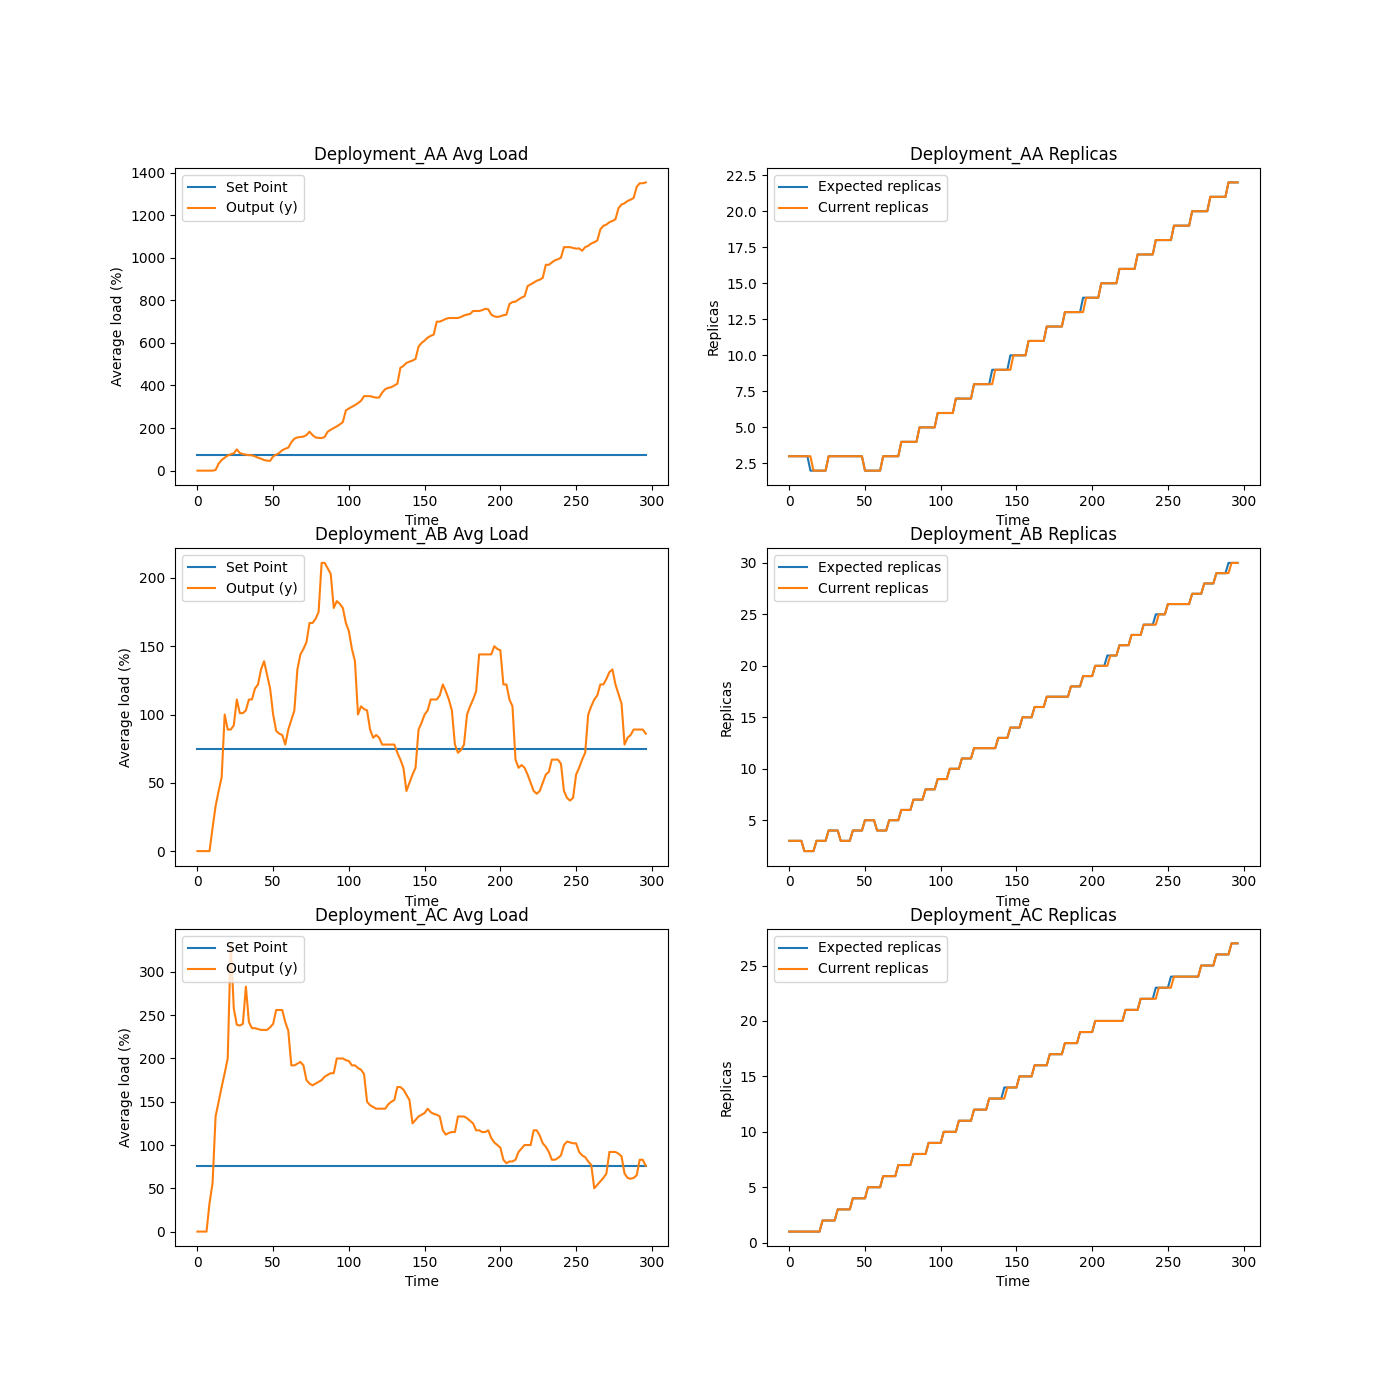 Deployment_AA Avg Load
Set Point
Output (y)
Average load (%)
1400
1200
1000
800
600
400
200
0
0 50 100 150 200 250 300
Time
Deployment_AA Replicas
Expected replicas
Current replicas
Replicas
22.5
20.0
17.5
15.0
12.5
10.0
7.5
5.0
2.5
0 50 100 150 200 250 300
Time
Deployment_AB Avg Load
Set Point
Output (y)
Average load (%)
200
150
100
50
0
0 50 100 150 200 250 300
Time
Deployment_AB Replicas
Expected replicas
Current replicas
Replicas
30
25
20
15
10
5
0 50 100 150 200 250 300
Time
Deployment_AC Avg Load
Set Point
Output (y)
Average load (%)
300
250
200
150
100
50
0
0 50 100 150 200 250 300
Time
Deployment_AC Replicas
Expected replicas
Current replicas
Replicas
25
20
15
10
5
0
0 50 100 150 200 250 300
Time